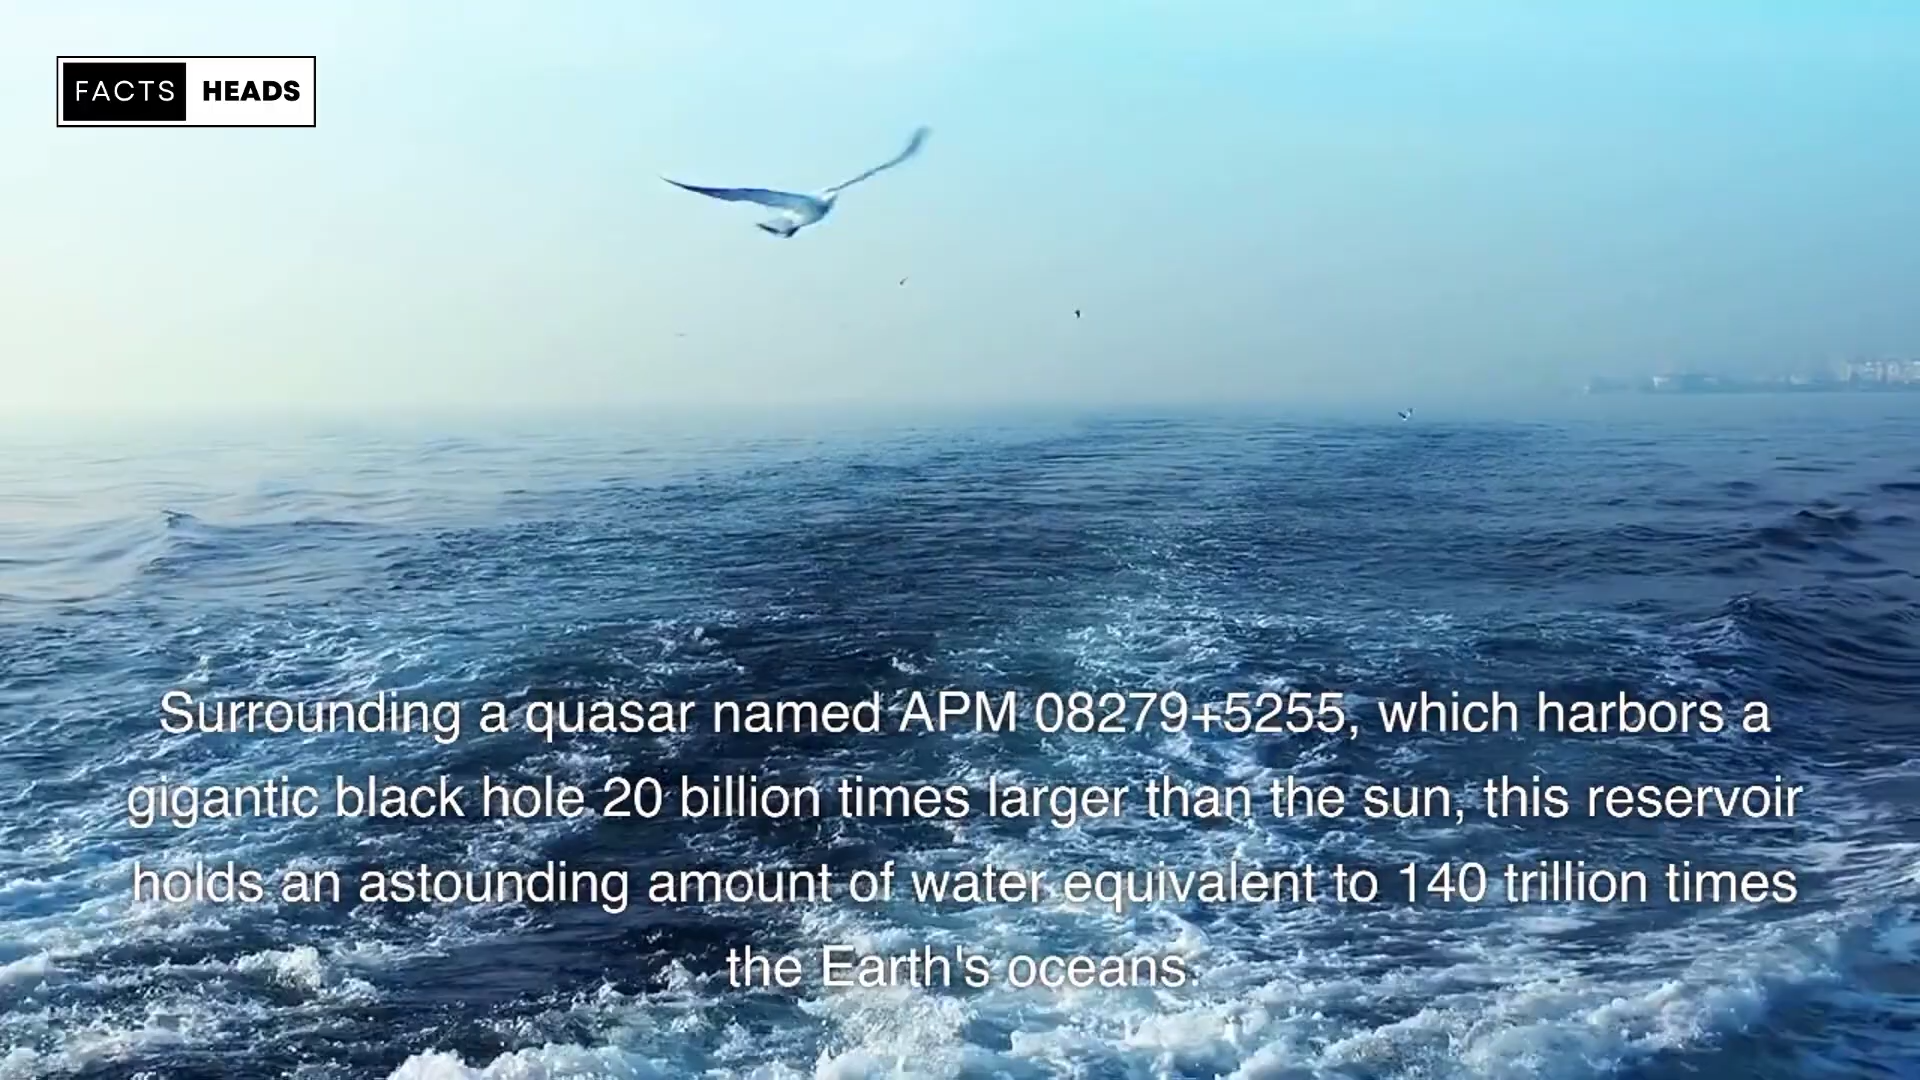 FACTS HEADS
Surrounding a quasar named APM 08279+5255, which harbors a
gigantic black hole 20 billion times larger than the sun, this reservoir
holds an astounding amount of water equivalent to 140 trillion times
the Earth's oceans.